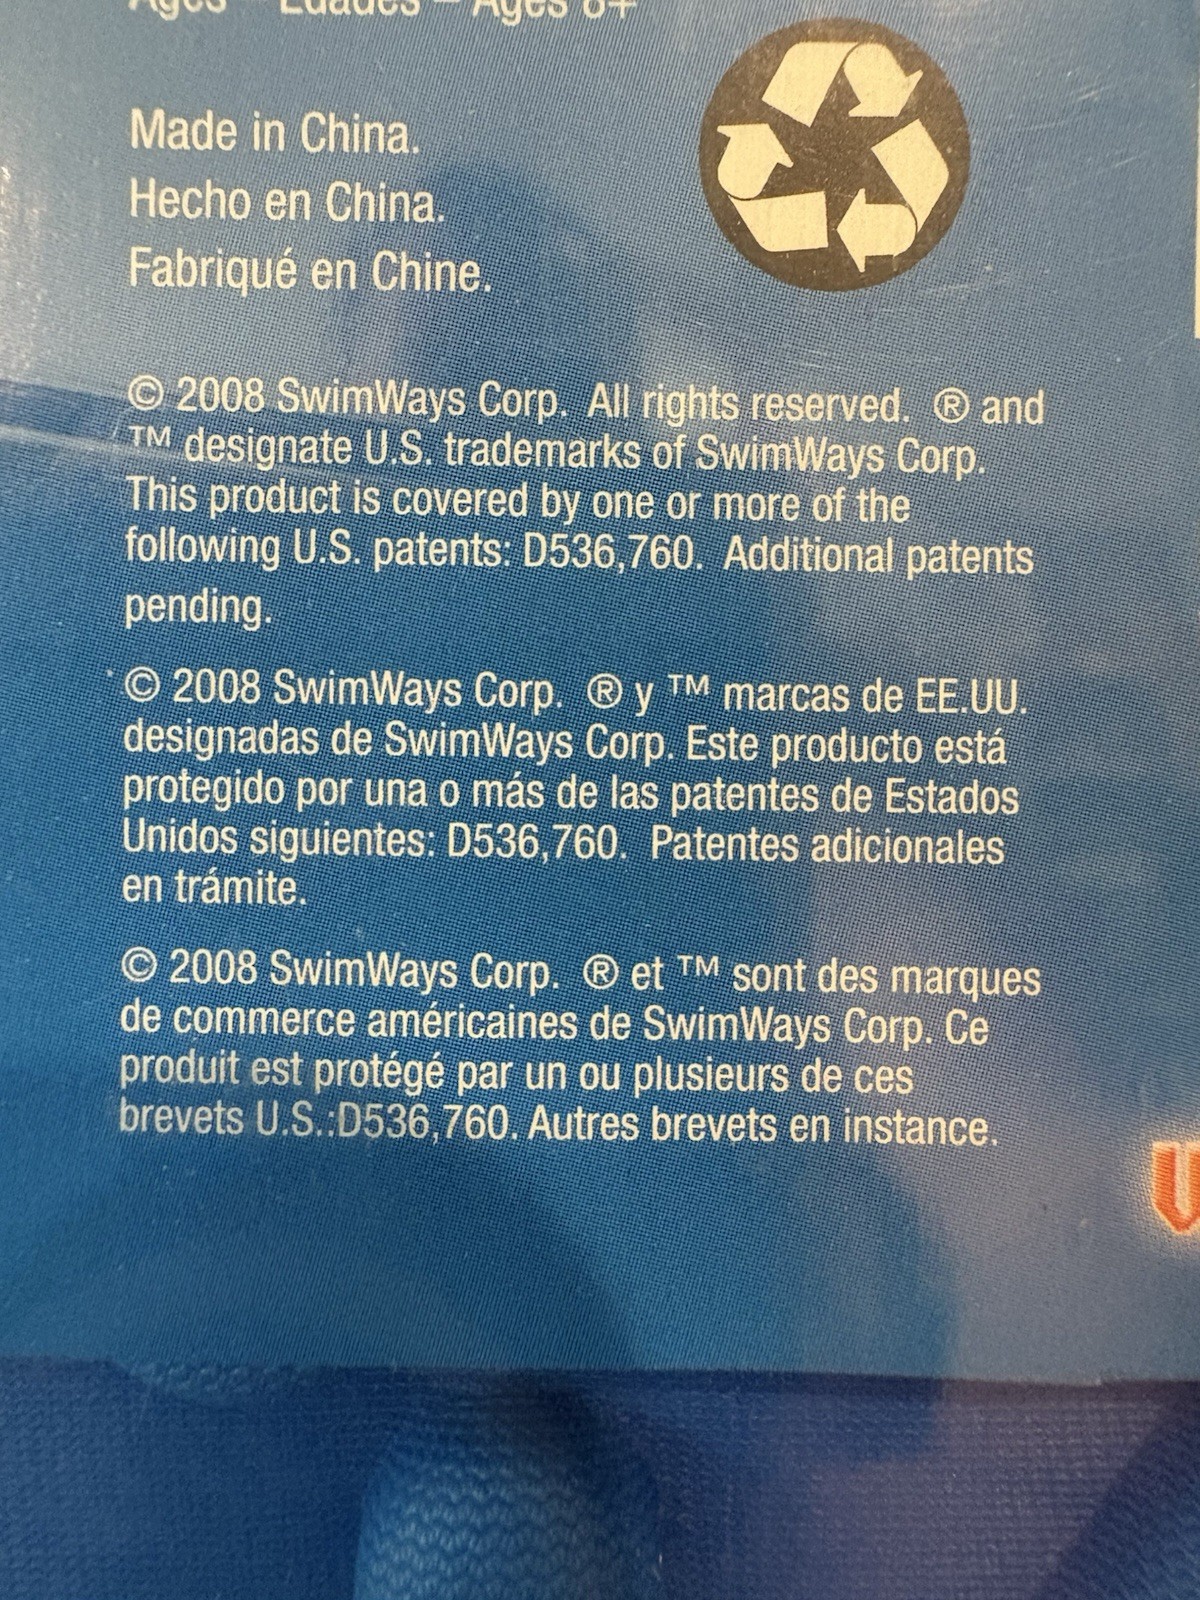 Ages – Edades – Ages
Made in China.
Hecho en China.
Fabriqué en Chine.
© 2008 SwimWays Corp. All rights reserved. ® and
™ designate U.S. trademarks of SwimWays Corp.
This product is covered by one or more of the
following U.S. patents: D536,760. Additional patents
pending.
© 2008 SwimWays Corp. ® y ™ marcas de EE.UU.
designadas de SwimWays Corp. Este producto está
protegido por una o más de las patentes de Estados
Unidos siguientes: D536,760. Patentes adicionales
en trámite.
© 2008 SwimWays Corp. ® et ™ sont des marques
de commerce américaines de SwimWays Corp. Ce
produit est protégé par un ou plusieurs de ces
brevets U.S.:D536,760. Autres brevets en instance.